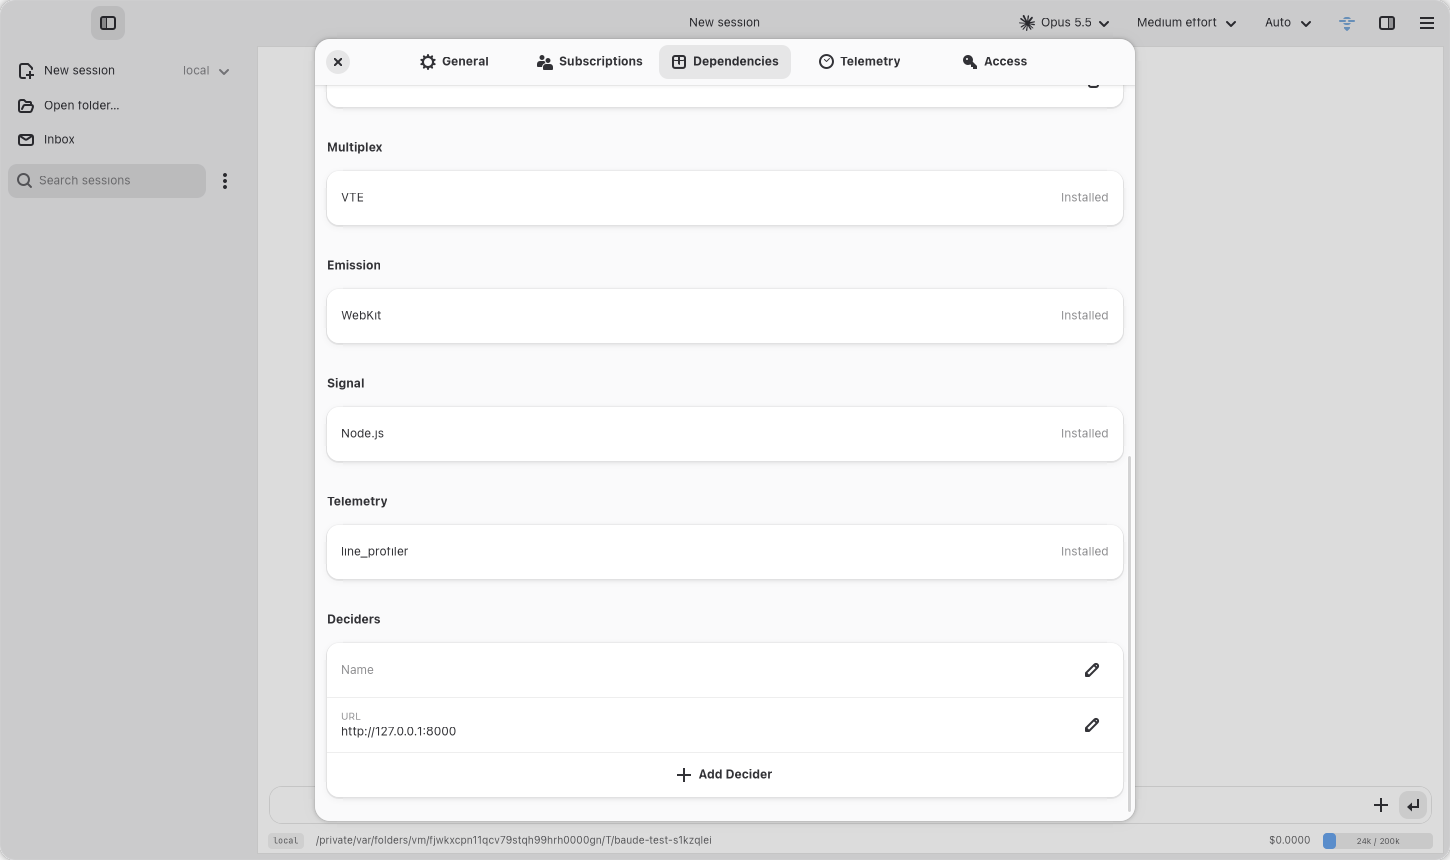 New session
Opus 5.5
Medium effort
Auto
New session
local
Open folder...
Inbox
Search sessions
General
Subscriptions
Dependencies
Telemetry
Access
Multiplex
VTE
Installed
Emission
WebKit
Installed
Signal
Node.js
Installed
Telemetry
line_profiler
Installed
Deciders
Name
URL
http://127.0.0.1:8000
Add Decider
local
/private/var/folders/vm/fjwkxcpn11qcv79stqh99hrh0000gn/T/baude-test-s1kzqlei
$0.0000
24k / 200k